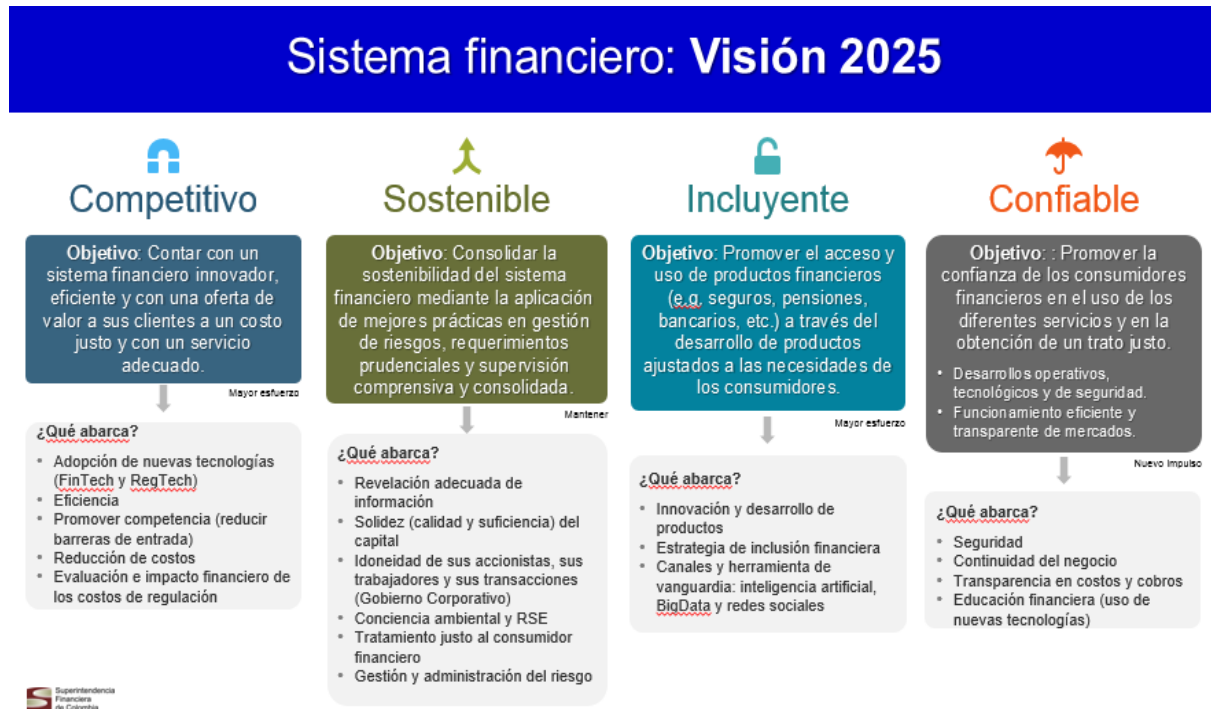 Sistema financiero: Visión 2025
Competitivo
Objetivo: Contar con un
sistema financiero innovador,
eficiente y con una oferta de
valor a sus clientes a un costo
justo y con un servicio
adecuado.
Mayor esfuerzo
¿Qué abarca?
• Adopción de nuevas tecnologías
(FinTech y RegTech)
• Eficiencia
• Promover competencia (reducir
barreras de entrada)
• Reducción de costos
• Evaluación e impacto financiero de
los costos de regulación
Sostenible
Objetivo: Consolidar la
sostenibilidad del sistema
financiero mediante la aplicación
de mejores prácticas en gestión
de riesgos, requerimientos
prudenciales y supervisión
comprensiva y consolidada.
Mantener
¿Qué abarca?
• Revelación adecuada de
información
• Solidez (calidad y suficiencia) del
capital
• Idoneidad de sus accionistas, sus
trabajadores y sus transacciones
(Gobierno Corporativo)
• Conciencia ambiental y RSE
• Tratamiento justo al consumidor
financiero
• Gestión y administración del riesgo
Incluyente
Objetivo: Promover el acceso y
uso de productos financieros
(e.g. seguros, pensiones,
bancarios, etc.) a través del
desarrollo de productos
ajustados a las necesidades de
los consumidores.
Mayor esfuerzo
¿Qué abarca?
• Innovación y desarrollo de
productos
• Estrategia de inclusión financiera
• Canales y herramienta de
vanguardia: inteligencia artificial,
BigData y redes sociales
Confiable
Objetivo: : Promover la
confianza de los consumidores
financieros en el uso de los
diferentes servicios y en la
obtención de un trato justo.
• Desarrollos operativos,
tecnológicos y de seguridad.
• Funcionamiento eficiente y
transparente de mercados.
Nuevo Impulso
¿Qué abarca?
• Seguridad
• Continuidad del negocio
• Transparencia en costos y cobros
• Educación financiera (uso de
nuevas tecnologías)
Superintendencia
Financiera
de Colombia